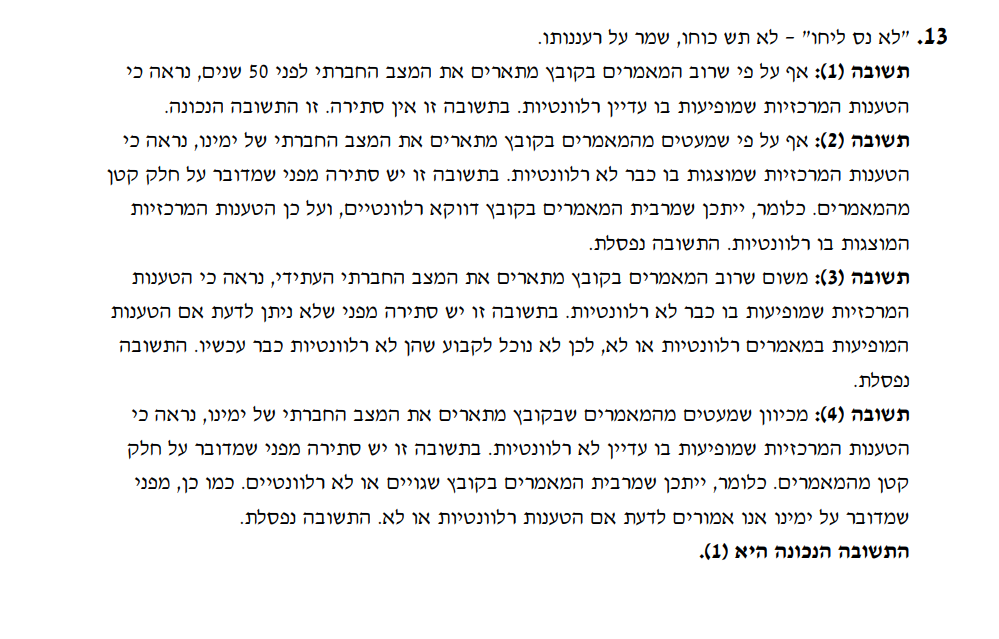 13. "לא נס ליחו" – לא תש כוחו, שמר על רעננותו.
תשובה (1): אף על פי שרוב המאמרים בקובץ מתארים את המצב החברתי לפני 50 שנים, נראה כי
הטענות המרכזיות שמופיעות בו עדיין רלוונטיות. בתשובה זו אין סתירה. זו התשובה הנכונה.
תשובה (2): אף על פי שמעטים מהמאמרים בקובץ מתארים את המצב החברתי של ימינו, נראה כי
הטענות המרכזיות שמוצגות בו כבר לא רלוונטיות. בתשובה זו יש סתירה מפני שמדובר על חלק קטן
מהמאמרים. כלומר, ייתכן שמרבית המאמרים בקובץ דווקא רלוונטיים, ועל כן הטענות המרכזיות
המוצגות בו רלוונטיות. התשובה נפסלת.
תשובה (3): משום שרוב המאמרים בקובץ מתארים את המצב החברתי העתידי, נראה כי הטענות
המרכזיות שמופיעות בו כבר לא רלוונטיות. בתשובה זו יש סתירה מפני שלא ניתן לדעת אם הטענות
המופיעות במאמרים רלוונטיות או לא, לכן לא נוכל לקבוע שהן לא רלוונטיות כבר עכשיו. התשובה
נפסלת.
תשובה (4): מכיוון שמעטים מהמאמרים שבקובץ מתארים את המצב החברתי של ימינו, נראה כי
הטענות המרכזיות שמופיעות בו עדיין לא רלוונטיות. בתשובה זו יש סתירה מפני שמדובר על חלק
קטן מהמאמרים. כלומר, ייתכן שמרבית המאמרים בקובץ שגויים או לא רלוונטיים. כמו כן, מפני
שמדובר על ימינו אנו אמורים לדעת אם הטענות רלוונטיות או לא. התשובה נפסלת.
התשובה הנכונה היא (1).